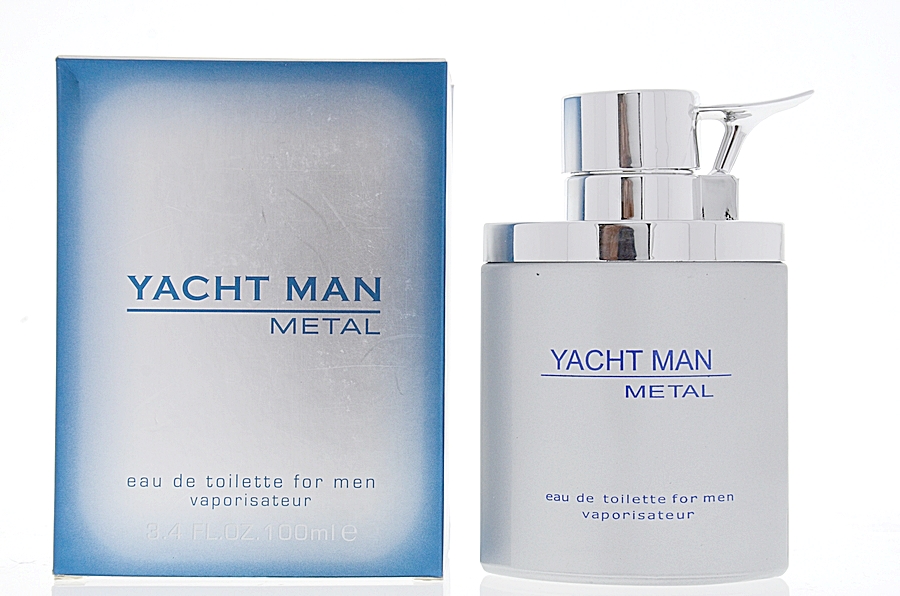 YACHT MAN
METAL
eau de toilette for men
vaporisateur
3.4 FL.OZ.100ml e
YACHT MAN
METAL
eau de toilette for men
vaporisateur